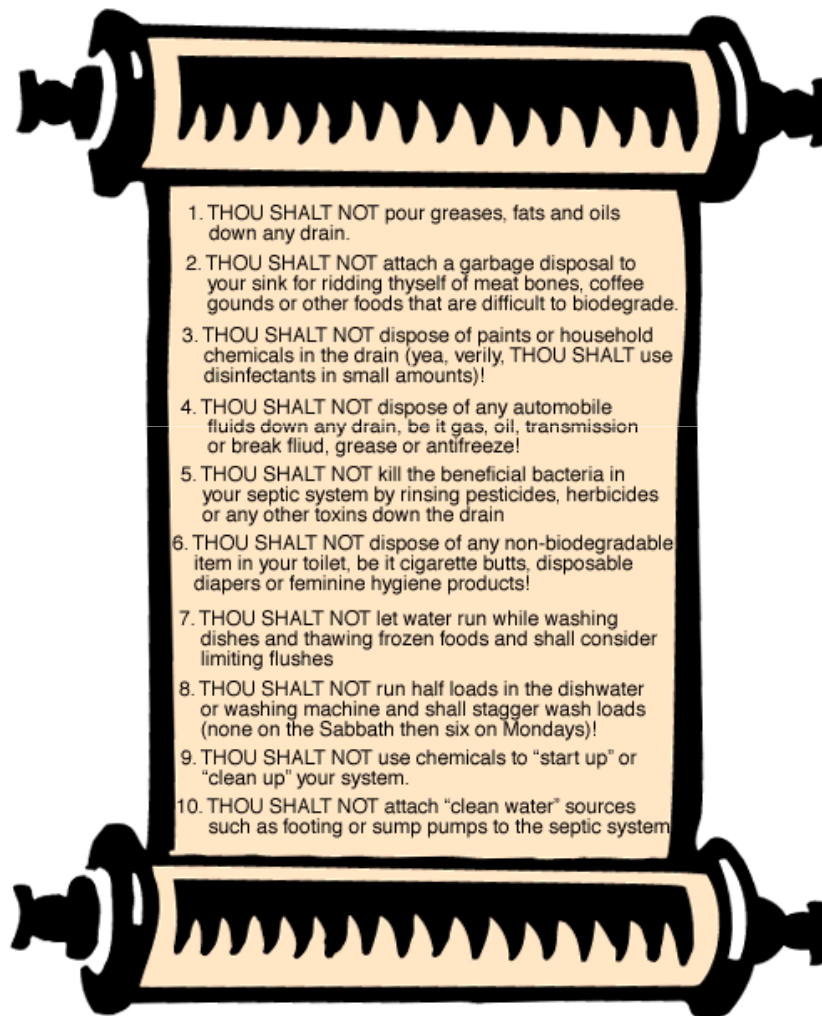 1. THOU SHALT NOT pour greases, fats and oils
down any drain.
2. THOU SHALT NOT attach a garbage disposal to
your sink for ridding thyself of meat bones, coffee
gounds or other foods that are difficult to biodegrade.
3. THOU SHALT NOT dispose of paints or household
chemicals in the drain (yea, verily, THOU SHALT use
disinfectants in small amounts)!
4. THOU SHALT NOT dispose of any automobile
fluids down any drain, be it gas, oil, transmission
or break fliud, grease or antifreeze!
5. THOU SHALT NOT kill the beneficial bacteria in
your septic system by rinsing pesticides, herbicides
or any other toxins down the drain
6. THOU SHALT NOT dispose of any non-biodegradable
item in your toilet, be it cigarette butts, disposable
diapers or feminine hygiene products!
7. THOU SHALT NOT let water run while washing
dishes and thawing frozen foods and shall consider
limiting flushes
8. THOU SHALT NOT run half loads in the dishwater
or washing machine and shall stagger wash loads
(none on the Sabbath then six on Mondays)!
9. THOU SHALT NOT use chemicals to “start up” or
“clean up” your system.
10. THOU SHALT NOT attach “clean water” sources
such as footing or sump pumps to the septic system